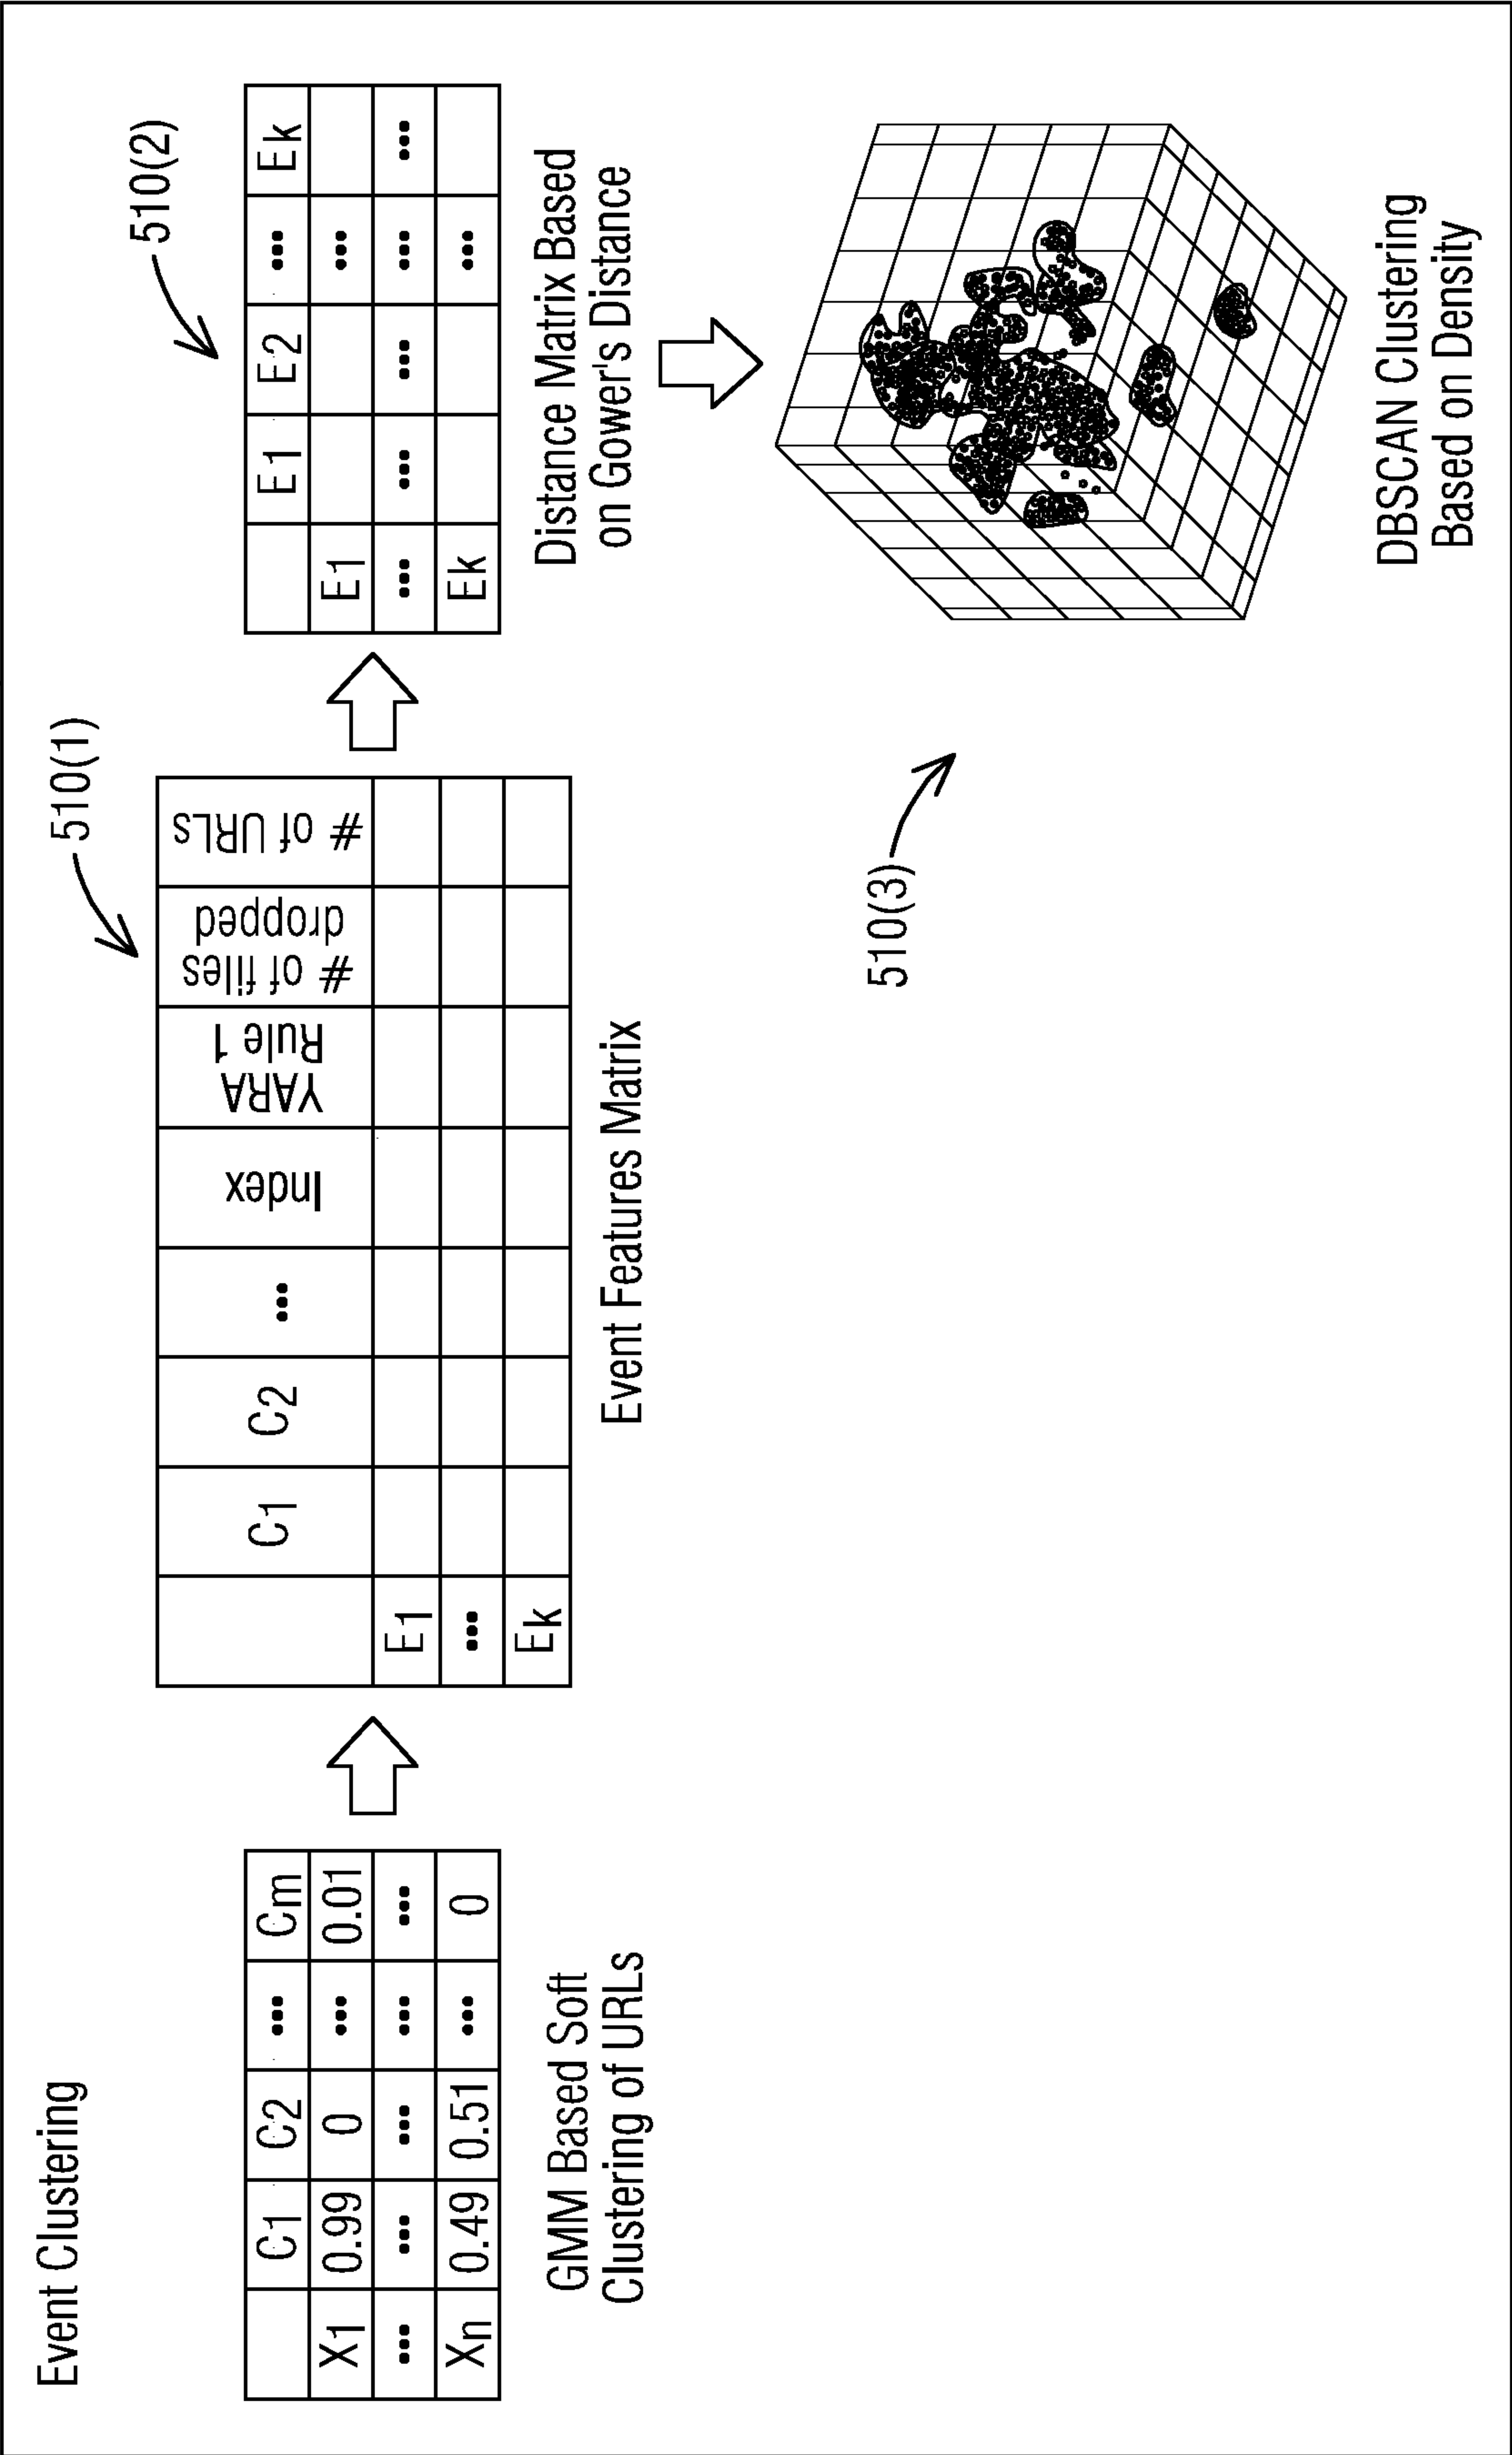 Event Clustering
C1 C2 ... Cm
X1 0.99 0 ... 0.01
... ... ... ... ...
Xn 0.49 0.51 ... 0
GMM Based Soft
Clustering of URLs
510(1)
C1 C2 ... Index YARA Rule 1 # of files dropped # of URLs
E1
...
Ek
Event Features Matrix
510(2)
E1 E2 ... Ek
E1 ...
... ... ... ... ...
Ek ...
Distance Matrix Based
on Gower's Distance
510(3)
DBSCAN Clustering
Based on Density